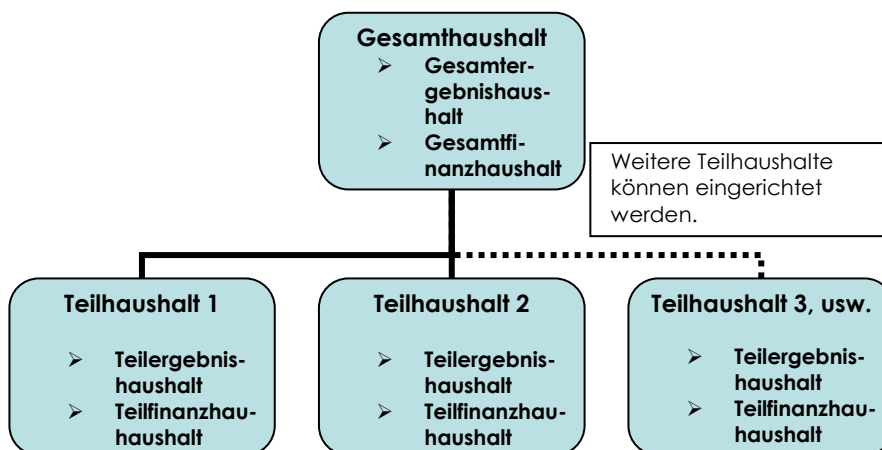 Gesamthaushalt
➢ Gesamter-
gebnishaus-
halt
➢ Gesamtfi-
nanzhaushalt
Weitere Teilhaushalte
können eingerichtet
werden.
Teilhaushalt 1
➢ Teilergebnis-
haushalt
➢ Teilfinanzhau-
haushalt
Teilhaushalt 2
➢ Teilergebnis-
haushalt
➢ Teilfinanzhau-
haushalt
Teilhaushalt 3, usw.
➢ Teilergebnis-
haushalt
➢ Teilfinanzhau-
haushalt